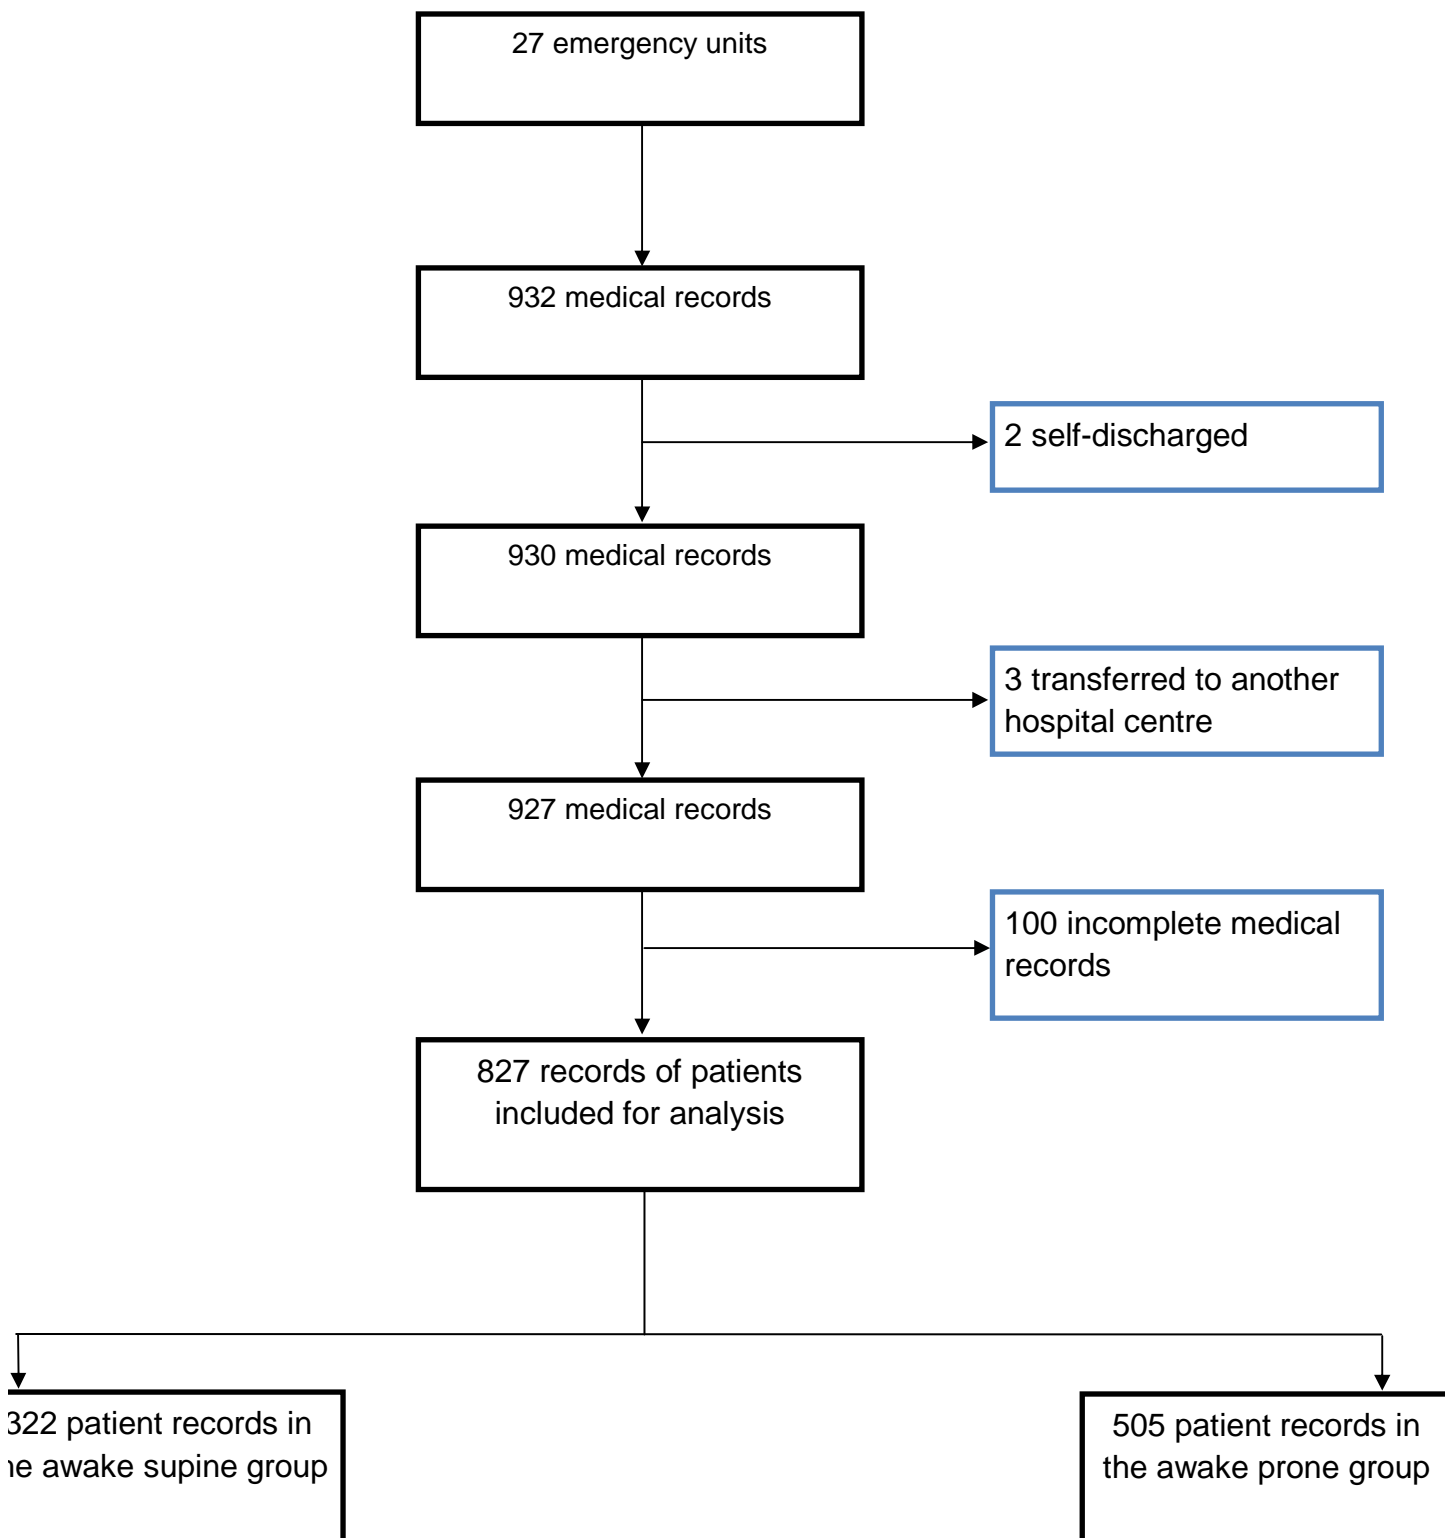 27 emergency units
932 medical records
2 self-discharged
930 medical records
3 transferred to another
hospital centre
927 medical records
100 incomplete medical
records
827 records of patients
included for analysis
322 patient records in
he awake supine group
505 patient records in
the awake prone group